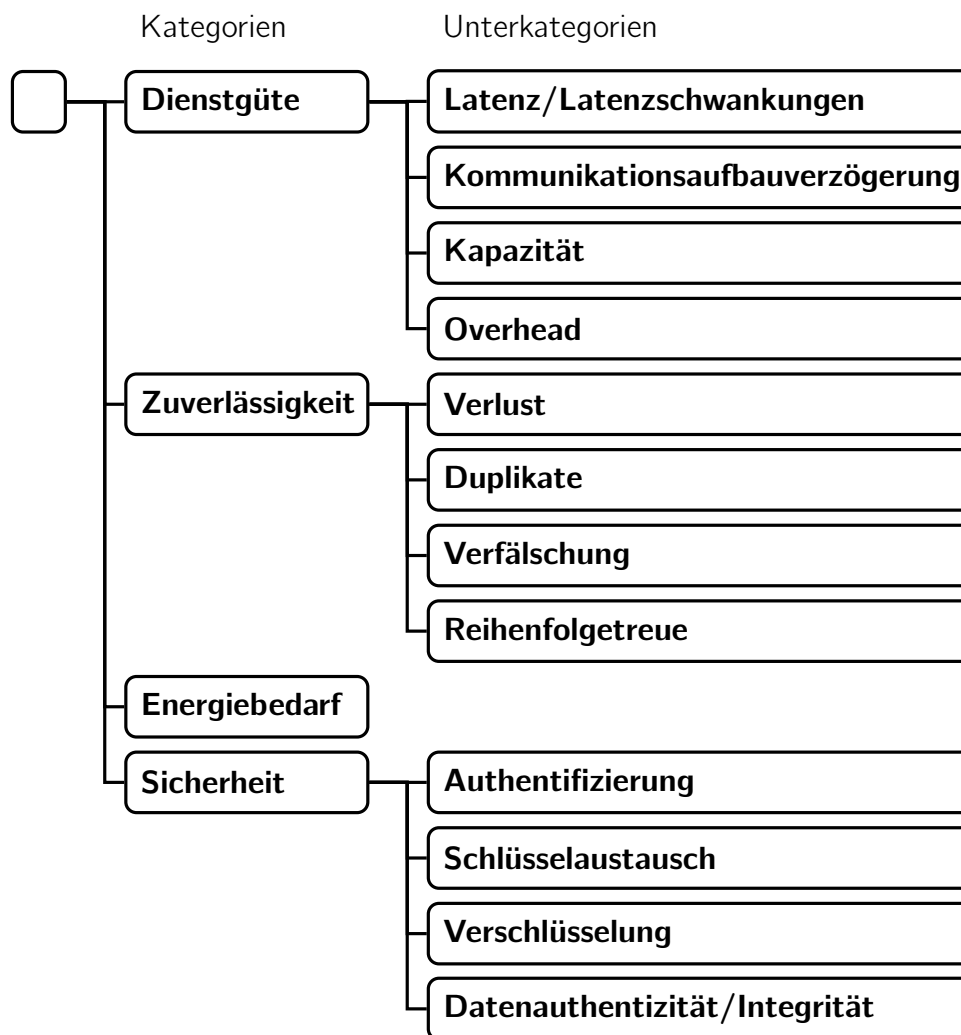 Kategorien Unterkategorien
Dienstgüte Latenz/Latenzschwankungen
Kommunikationsaufbauverzögerung
Kapazität
Overhead
Zuverlässigkeit Verlust
Duplikate
Verfälschung
Reihenfolgetreue
Energiebedarf
Sicherheit Authentifizierung
Schlüsselaustausch
Verschlüsselung
Datenauthentizität/Integrität